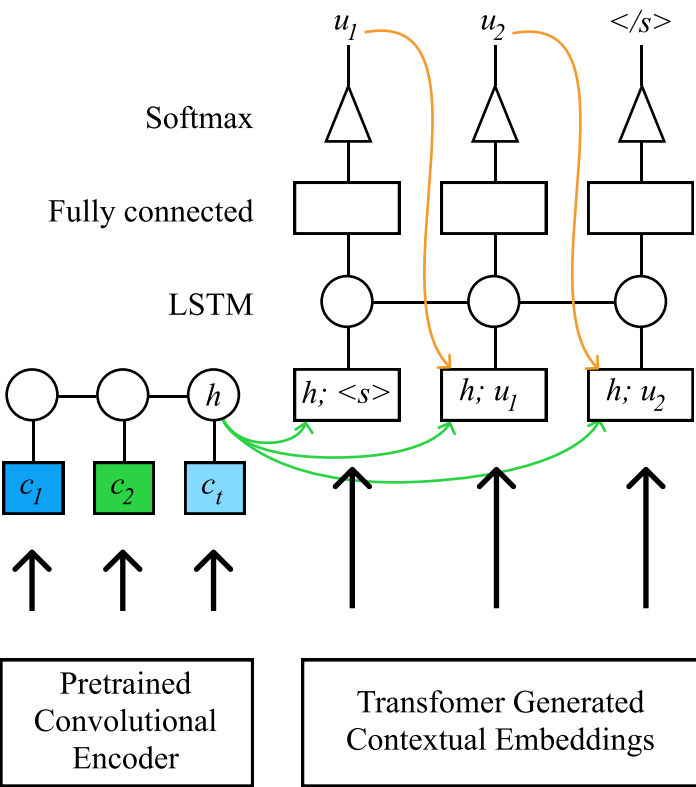 u1 u2 </s>
Softmax
Fully connected
LSTM
h h; <s> h; u1 h; u2
c1 c2 ct
Pretrained
Convolutional
Encoder
Transfomer Generated
Contextual Embeddings